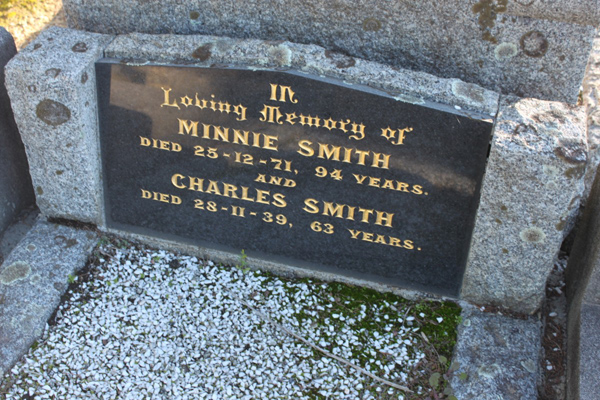 In
Loving Memory of
MINNIE SMITH
DIED 25-12-71, 94 YEARS.
AND
CHARLES SMITH
DIED 28-11-39, 63 YEARS.